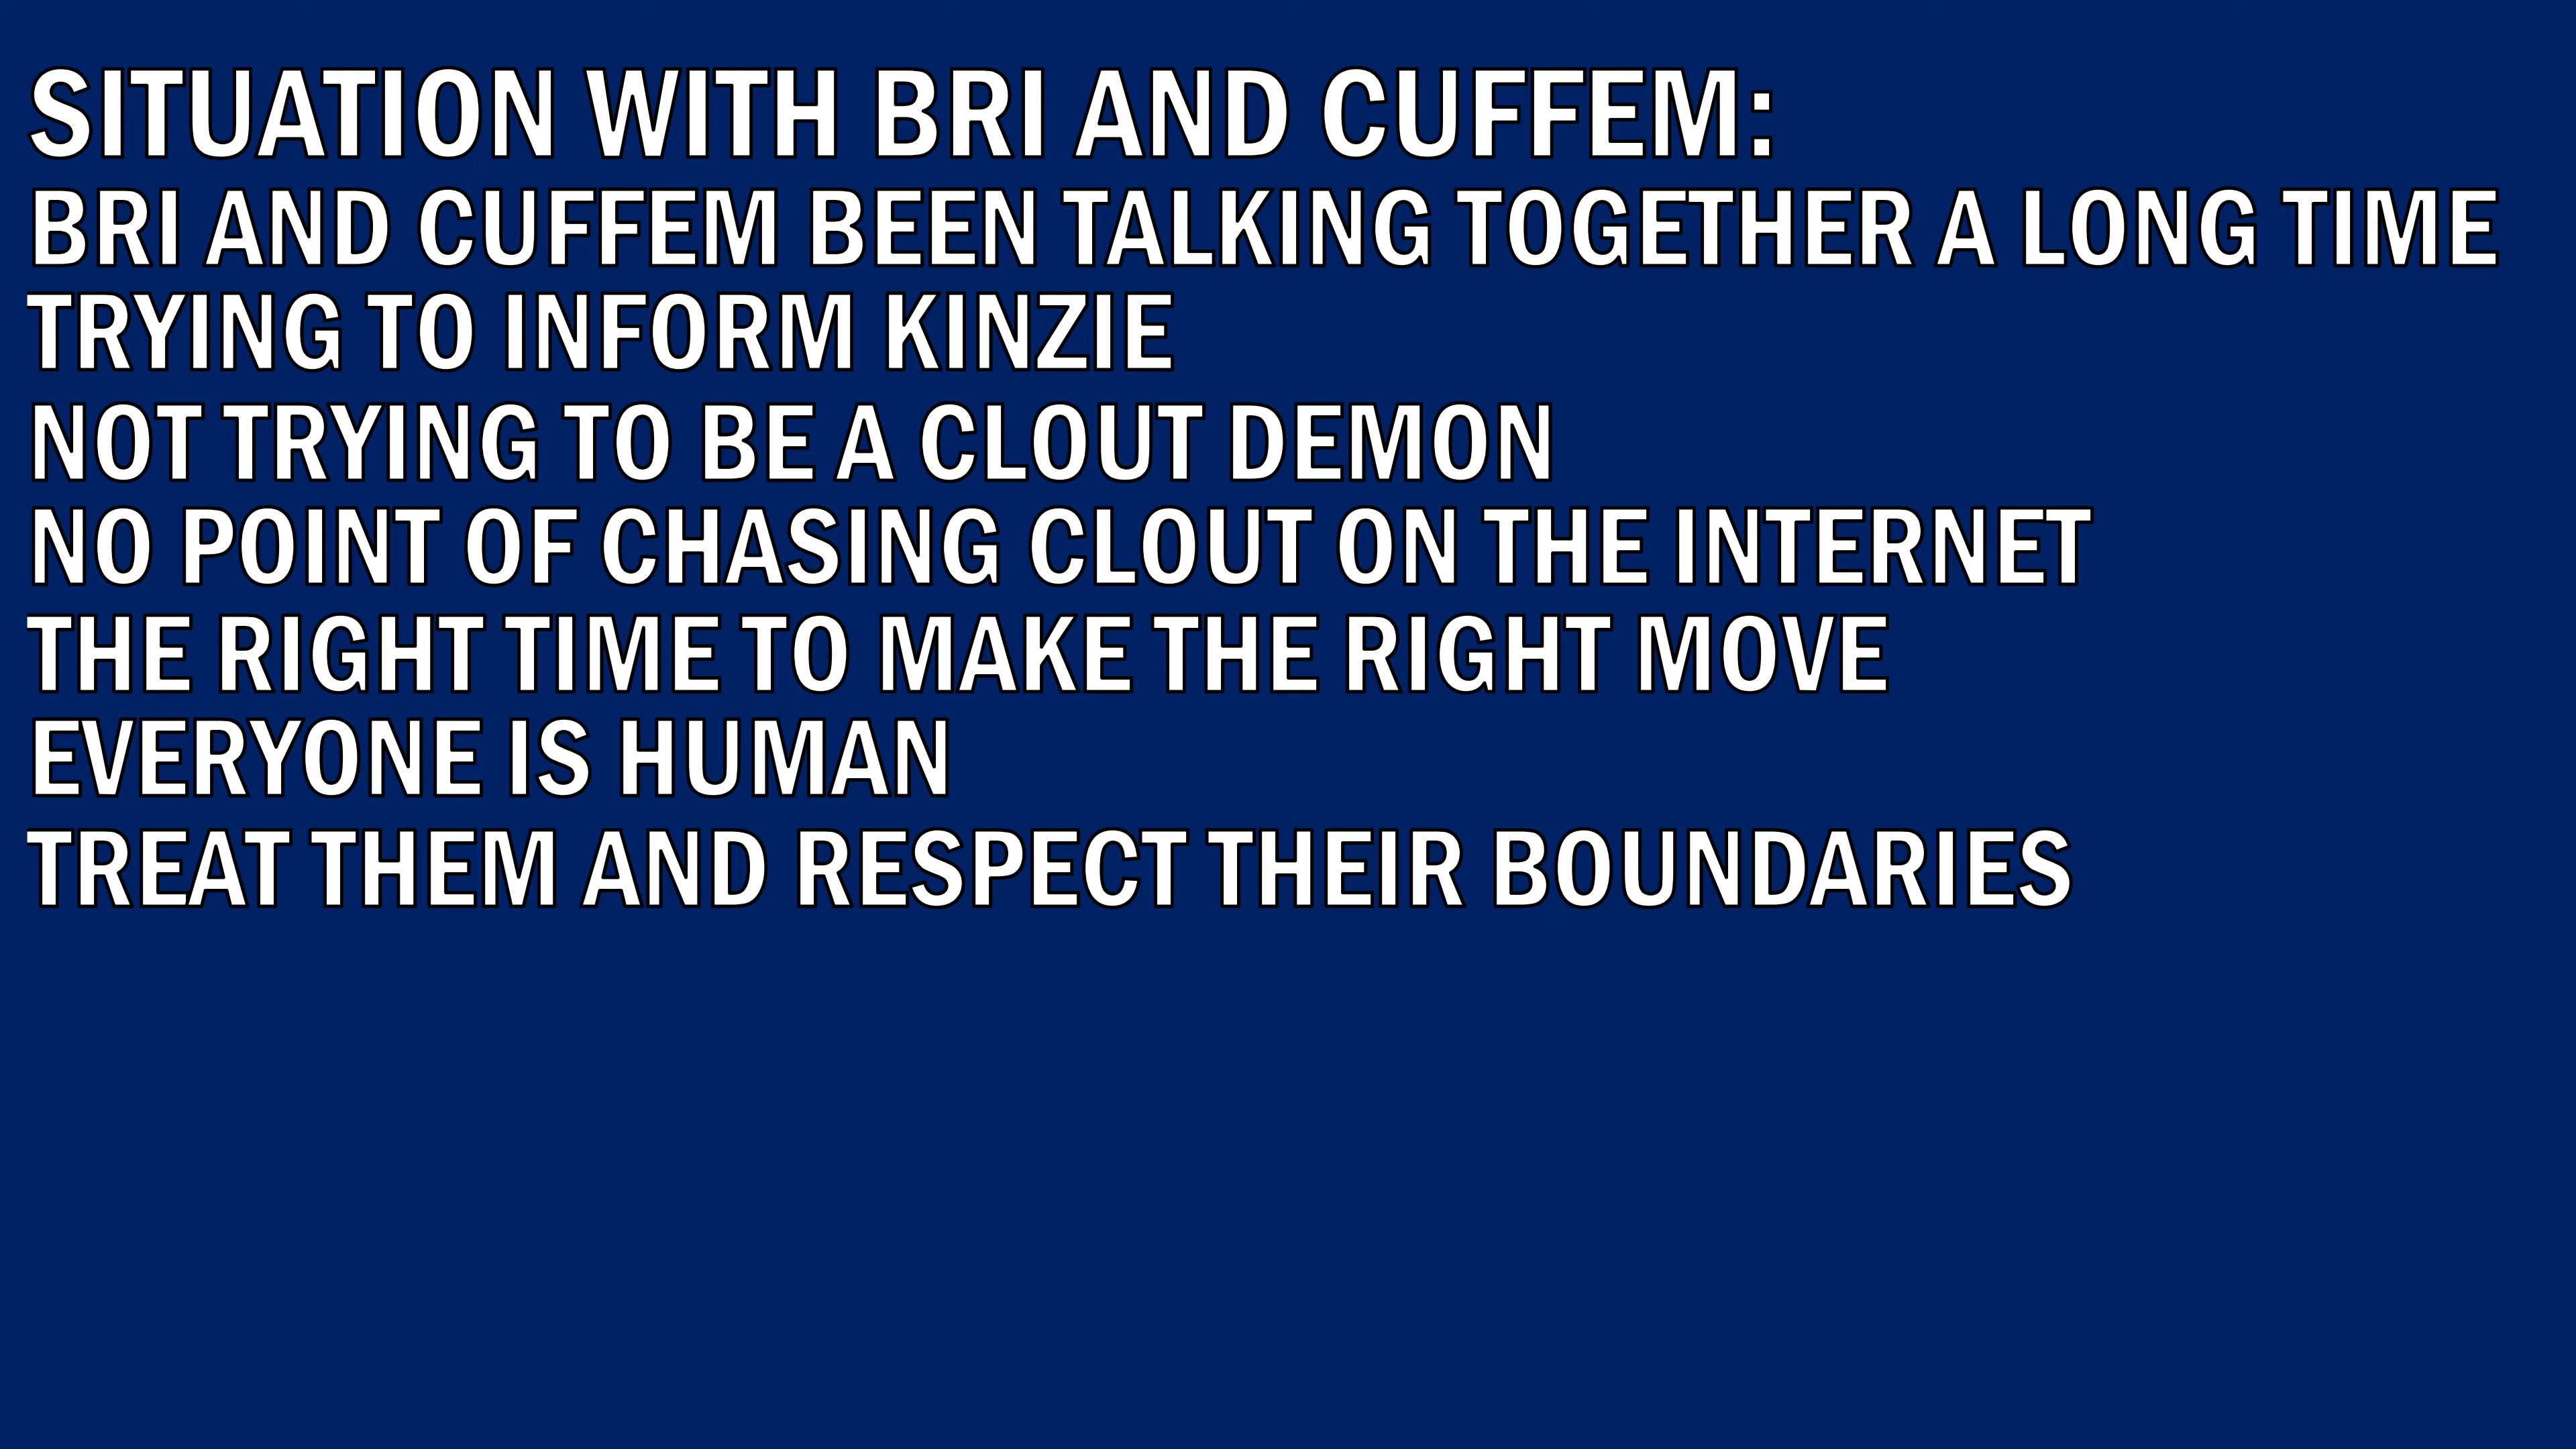 SITUATION WITH BRI AND CUFFEM:
BRI AND CUFFEM BEEN TALKING TOGETHER A LONG TIME
TRYING TO INFORM KINZIE
NOT TRYING TO BE A CLOUT DEMON
NO POINT OF CHASING CLOUT ON THE INTERNET
THE RIGHT TIME TO MAKE THE RIGHT MOVE
EVERYONE IS HUMAN
TREAT THEM AND RESPECT THEIR BOUNDARIES